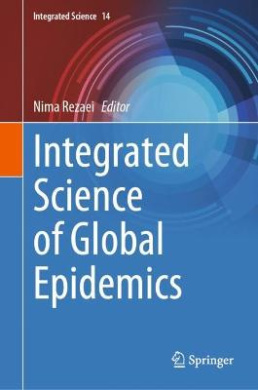 Integrated Science 14
Nima Rezaei Editor
Integrated
Science
of Global
Epidemics
Springer